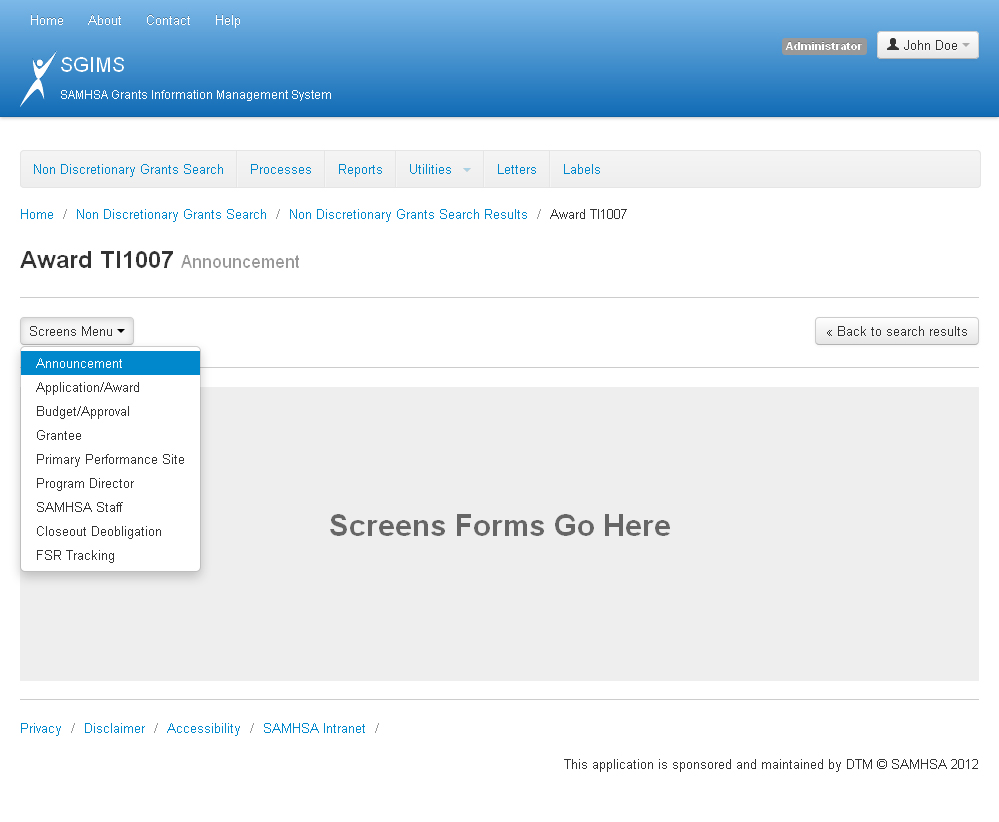 Home About Contact Help
Administrator John Doe
SGIMS
SAMHSA Grants Information Management System
Non Discretionary Grants Search Processes Reports Utilities Letters Labels
Home / Non Discretionary Grants Search / Non Discretionary Grants Search Results / Award TI1007
Award TI1007 Announcement
Screens Menu « Back to search results
Announcement
Application/Award
Budget/Approval
Grantee
Primary Performance Site
Program Director
SAMHSA Staff
Closeout Deobligation
FSR Tracking
Screens Forms Go Here
Privacy / Disclaimer / Accessibility / SAMHSA Intranet /
This application is sponsored and maintained by DTM © SAMHSA 2012